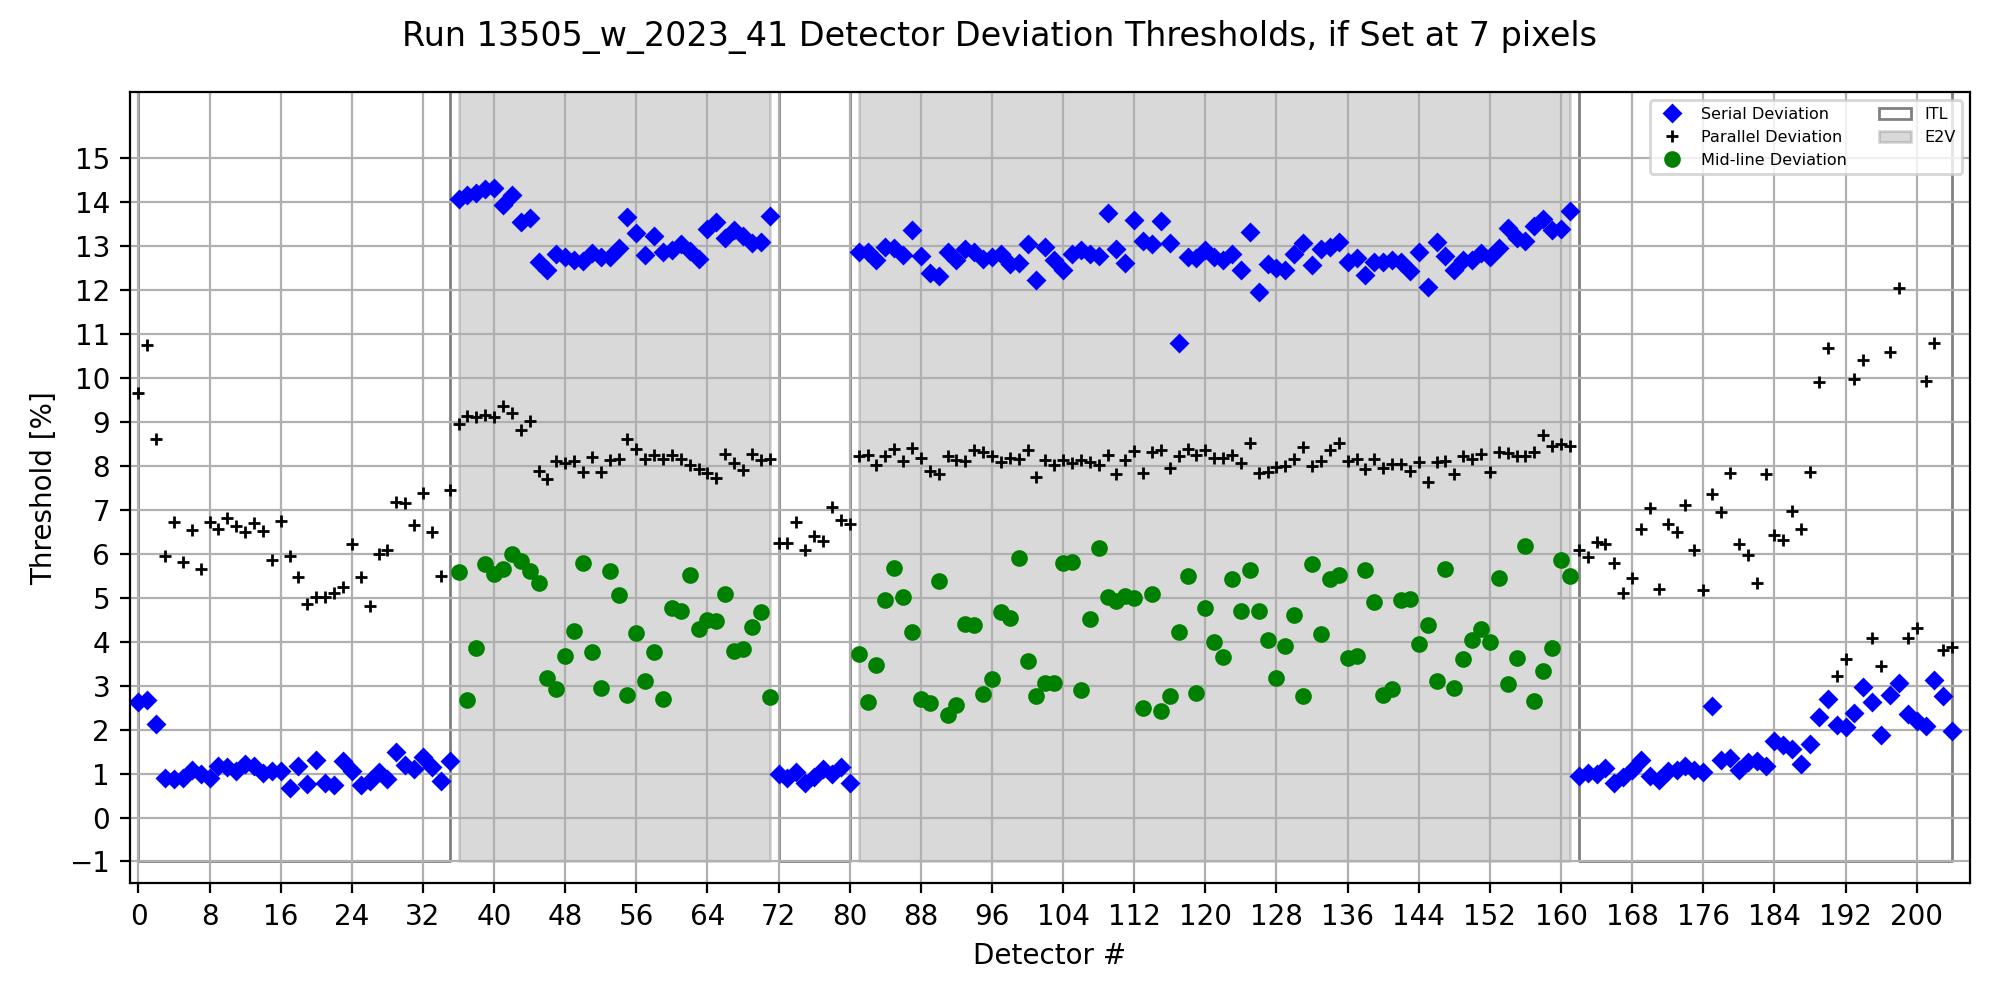 Run 13505_w_2023_41 Detector Deviation Thresholds, if Set at 7 pixels
Serial Deviation
Parallel Deviation
Mid-line Deviation
ITL
E2V
Threshold [%]
15
14
13
12
11
10
9
8
7
6
5
4
3
2
1
0
−1
0 8 16 24 32 40 48 56 64 72 80 88 96 104 112 120 128 136 144 152 160 168 176 184 192 200
Detector #